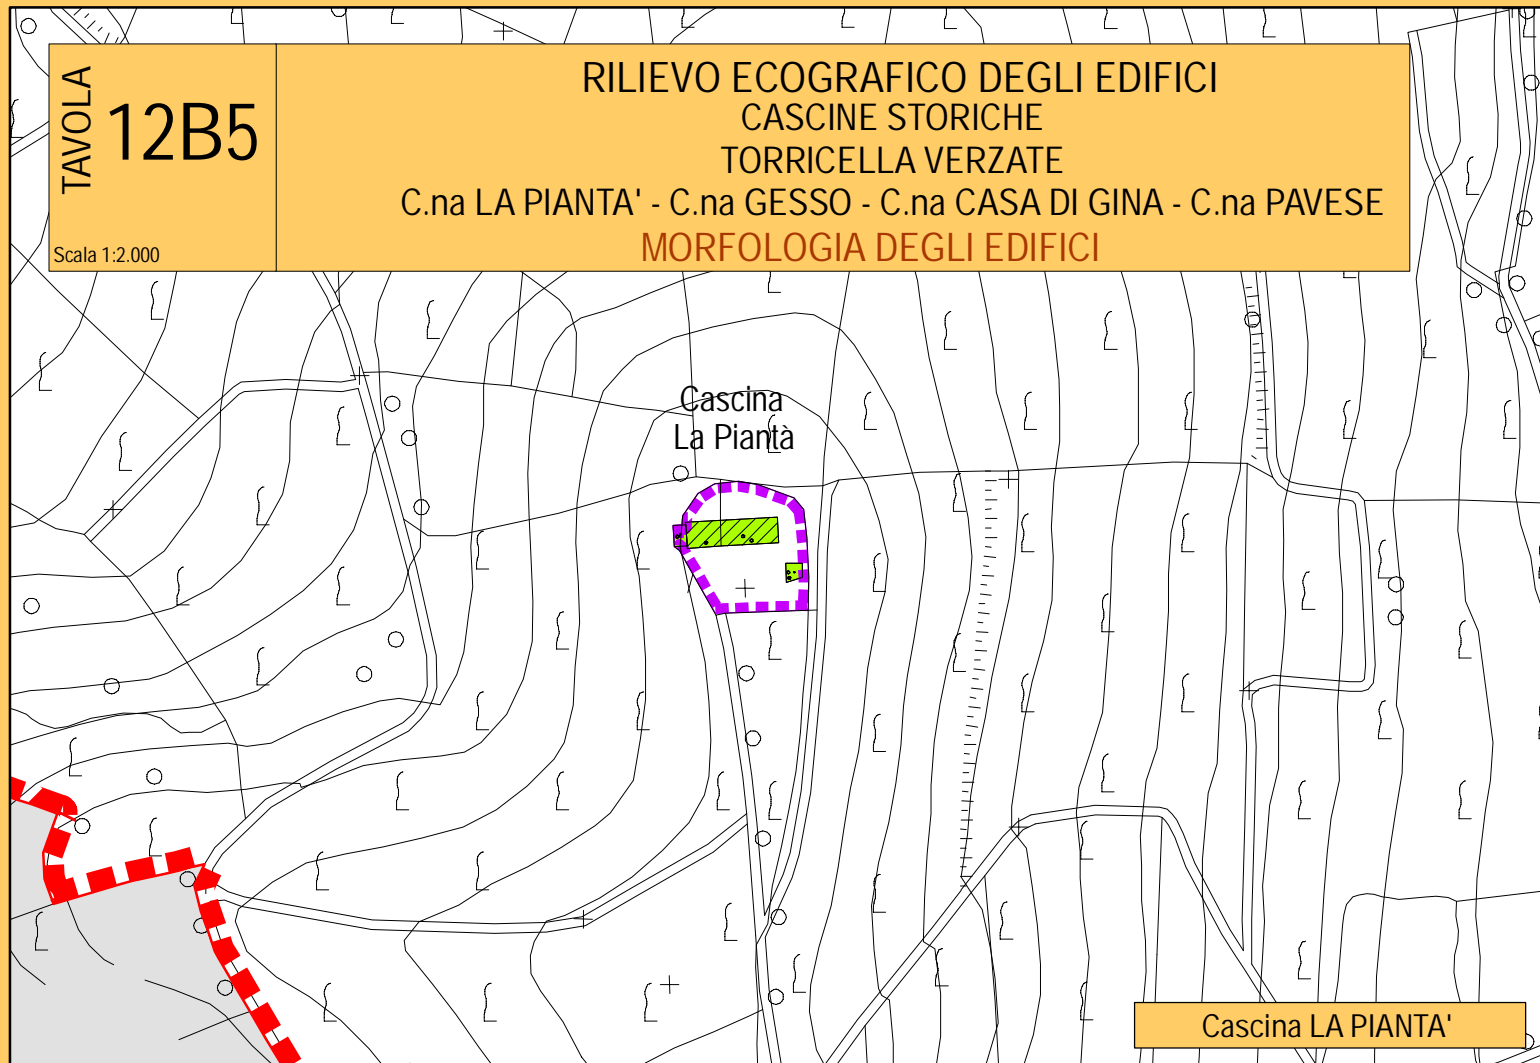 TAVOLA 12B5
Scala 1:2.000
RILIEVO ECOGRAFICO DEGLI EDIFICI
CASCINE STORICHE
TORRICELLA VERZATE
C.na LA PIANTA' - C.na GESSO - C.na CASA DI GINA - C.na PAVESE
MORFOLOGIA DEGLI EDIFICI
Cascina
La Piantà
Cascina LA PIANTA'